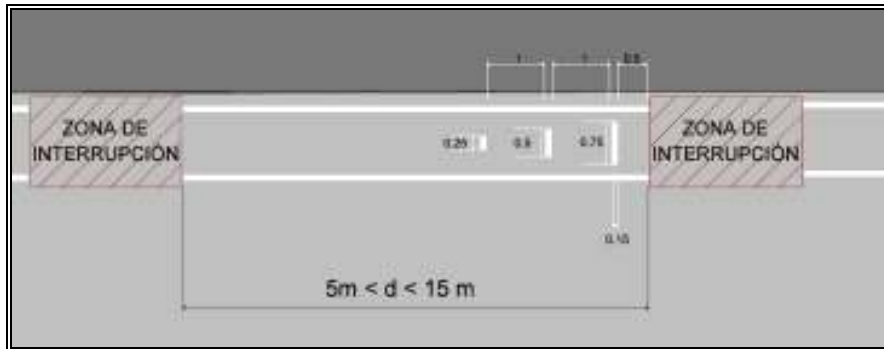 1 1 0.5
ZONA DE
INTERRUPCIÓN
0.25 0.5 0.75
ZONA DE
INTERRUPCIÓN
0.15
5m < d < 15 m